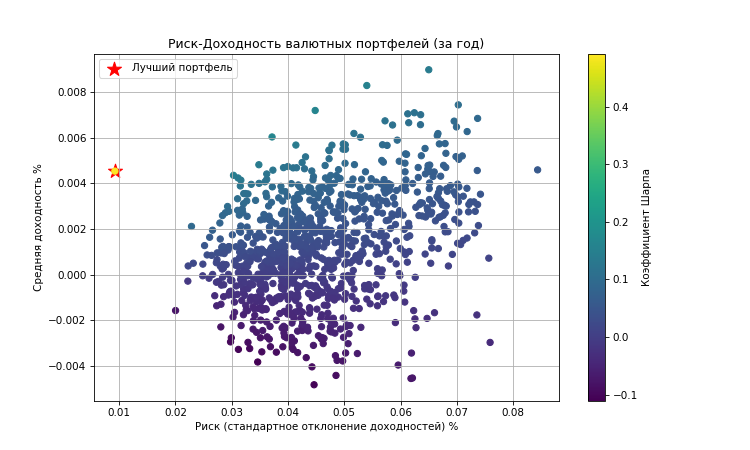 Риск-Доходность валютных портфелей (за год)
Лучший портфель
Средняя доходность %
0.008
0.006
0.004
0.002
0.000
−0.002
−0.004
0.01 0.02 0.03 0.04 0.05 0.06 0.07 0.08
Риск (стандартное отклонение доходностей) %
0.4
0.3
0.2
0.1
0.0
−0.1
Коэффициент Шарпа